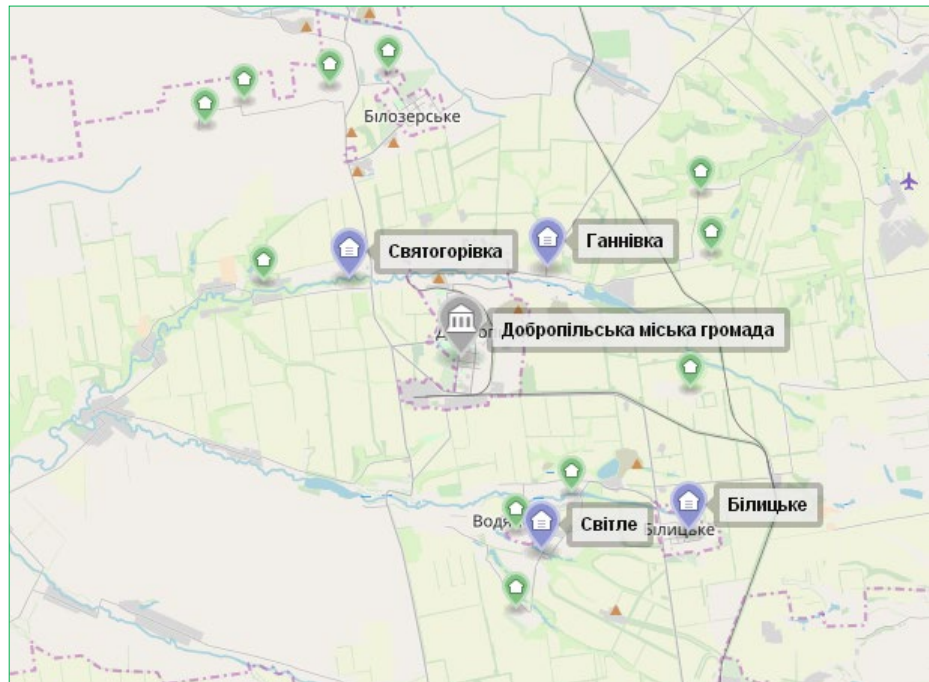 Білозерське
Святогорівка
Ганнівка
Добропільська міська громада
Білицьке
Світле
Білицьке